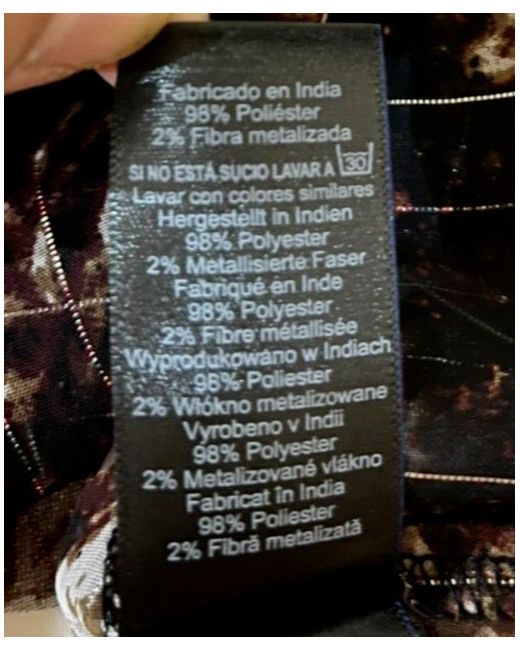 Fabricado en India
98% Poliéster
2% Fibra metalizada
SI NO ESTÁ SUCIO LAVAR A 30
Lavar con colores similares
Hergestellt in Indien
98% Polyester
2% Metallisierte Faser
Fabriqué en Inde
98% Polyester
2% Fibre métallisée
Wyprodukowano w Indiach
98% Poliester
2% Włókno metalizowane
Vyrobeno v Indii
98% Polyester
2% Metalizované vlákno
Fabricat în India
98% Poliester
2% Fibră metalizată